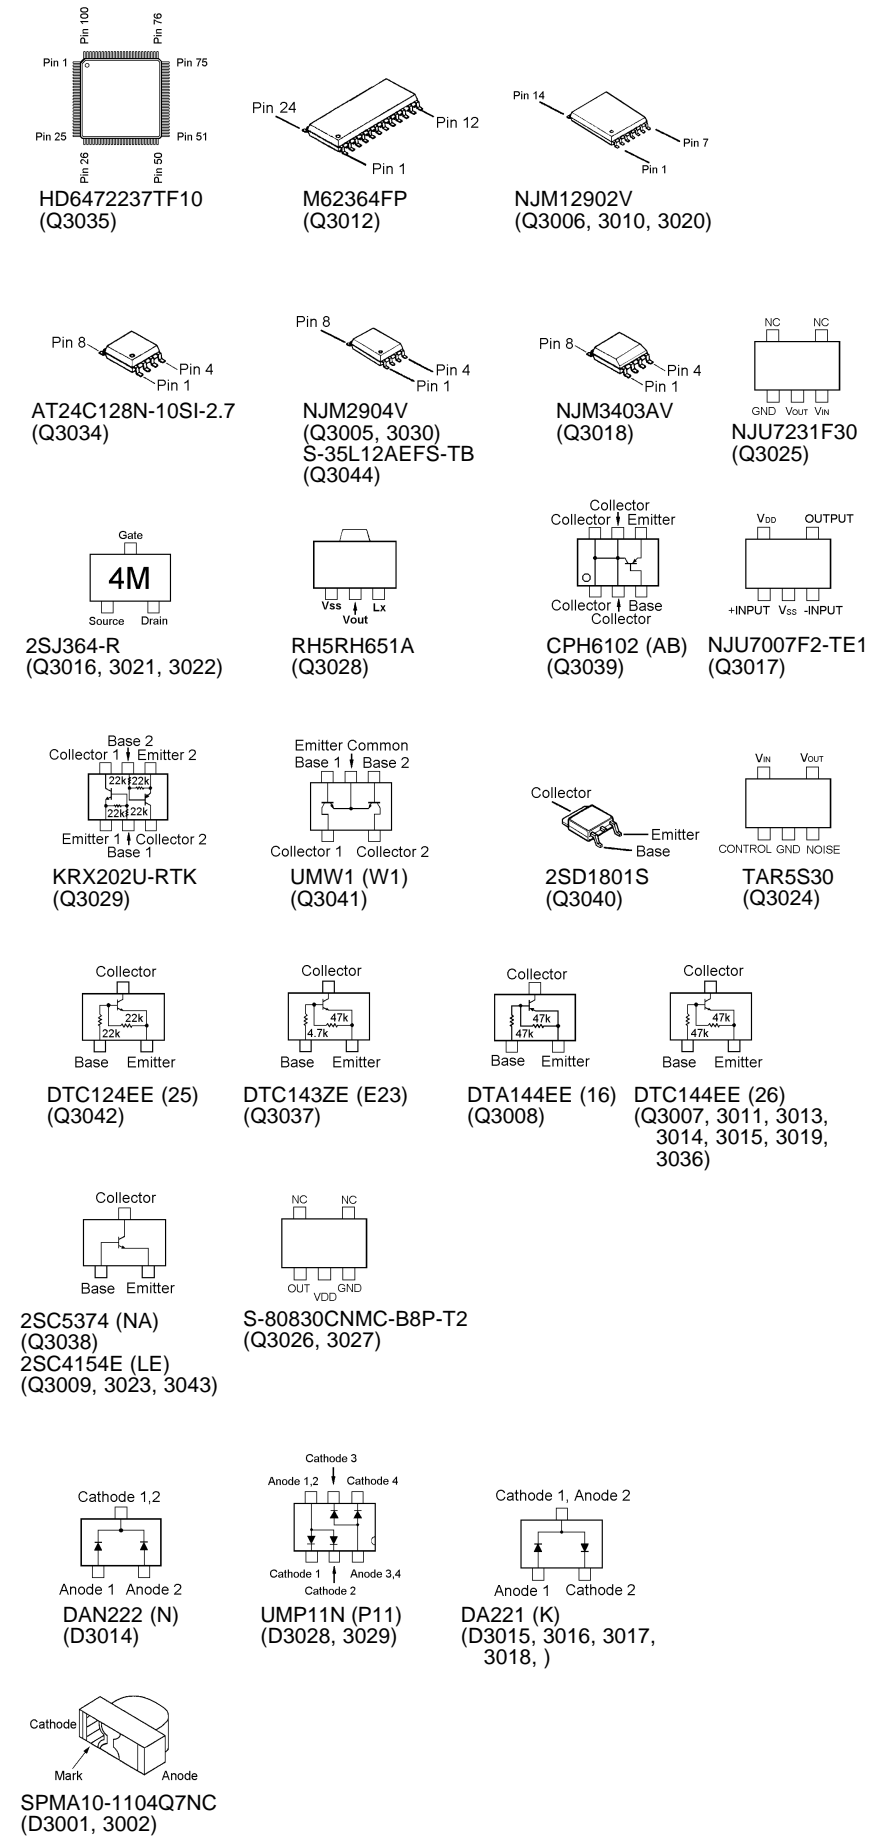 Pin 100
Pin 76
Pin 1
Pin 75
Pin 25
Pin 51
Pin 26
Pin 50
HD6472237TF10
(Q3035)
Pin 24
Pin 12
Pin 1
M62364FP
(Q3012)
Pin 14
Pin 7
Pin 1
NJM12902V
(Q3006, 3010, 3020)
Pin 8
Pin 4
Pin 1
AT24C128N-10SI-2.7
(Q3034)
Pin 8
Pin 4
Pin 1
NJM2904V
(Q3005, 3030)
S-35L12AEFS-TB
(Q3044)
Pin 8
Pin 4
Pin 1
NJM3403AV
(Q3018)
NC NC
GND VOUT VIN
NJU7231F30
(Q3025)
Gate
4M
Source Drain
2SJ364-R
(Q3016, 3021, 3022)
Vss Lx
Vout
RH5RH651A
(Q3028)
Collector
Collector Emitter
Collector Base
Collector
CPH6102 (AB)
(Q3039)
VDD OUTPUT
+INPUT VSS -INPUT
NJU7007F2-TE1
(Q3017)
Base 2
Collector 1 Emitter 2
22k 22k
22k 22k
Emitter 1 Collector 2
Base 1
KRX202U-RTK
(Q3029)
Emitter Common
Base 1 Base 2
Collector 1 Collector 2
UMW1 (W1)
(Q3041)
Collector
Emitter
Base
2SD1801S
(Q3040)
VIN VOUT
CONTROL GND NOISE
TAR5S30
(Q3024)
Collector
22k
22k
Base Emitter
DTC124EE (25)
(Q3042)
Collector
47k
4.7k
Base Emitter
DTC143ZE (E23)
(Q3037)
Collector
47k
47k
Base Emitter
DTA144EE (16)
(Q3008)
Collector
47k
47k
Base Emitter
DTC144EE (26)
(Q3007, 3011, 3013,
3014, 3015, 3019,
3036)
Collector
Base Emitter
2SC5374 (NA)
(Q3038)
2SC4154E (LE)
(Q3009, 3023, 3043)
NC NC
OUT VDD GND
S-80830CNMC-B8P-T2
(Q3026, 3027)
Cathode 1,2
Anode 1 Anode 2
DAN222 (N)
(D3014)
Cathode 3
Anode 1,2 Cathode 4
Cathode 1 Anode 3,4
Cathode 2
UMP11N (P11)
(D3028, 3029)
Cathode 1, Anode 2
Anode 1 Cathode 2
DA221 (K)
(D3015, 3016, 3017,
3018, )
Cathode
Mark
Anode
SPMA10-1104Q7NC
(D3001, 3002)